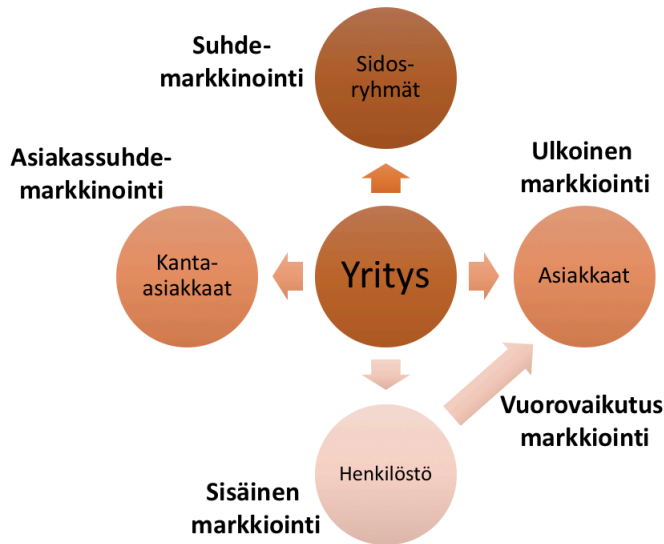 Suhde-
markkinointi
Sidos-
ryhmät
Asiakassuhde-
markkinointi
Ulkoinen
markkiointi
Kanta-
asiakkaat
Yritys
Asiakkaat
Vuorovaikutus
markkiointi
Henkilöstö
Sisäinen
markkiointi